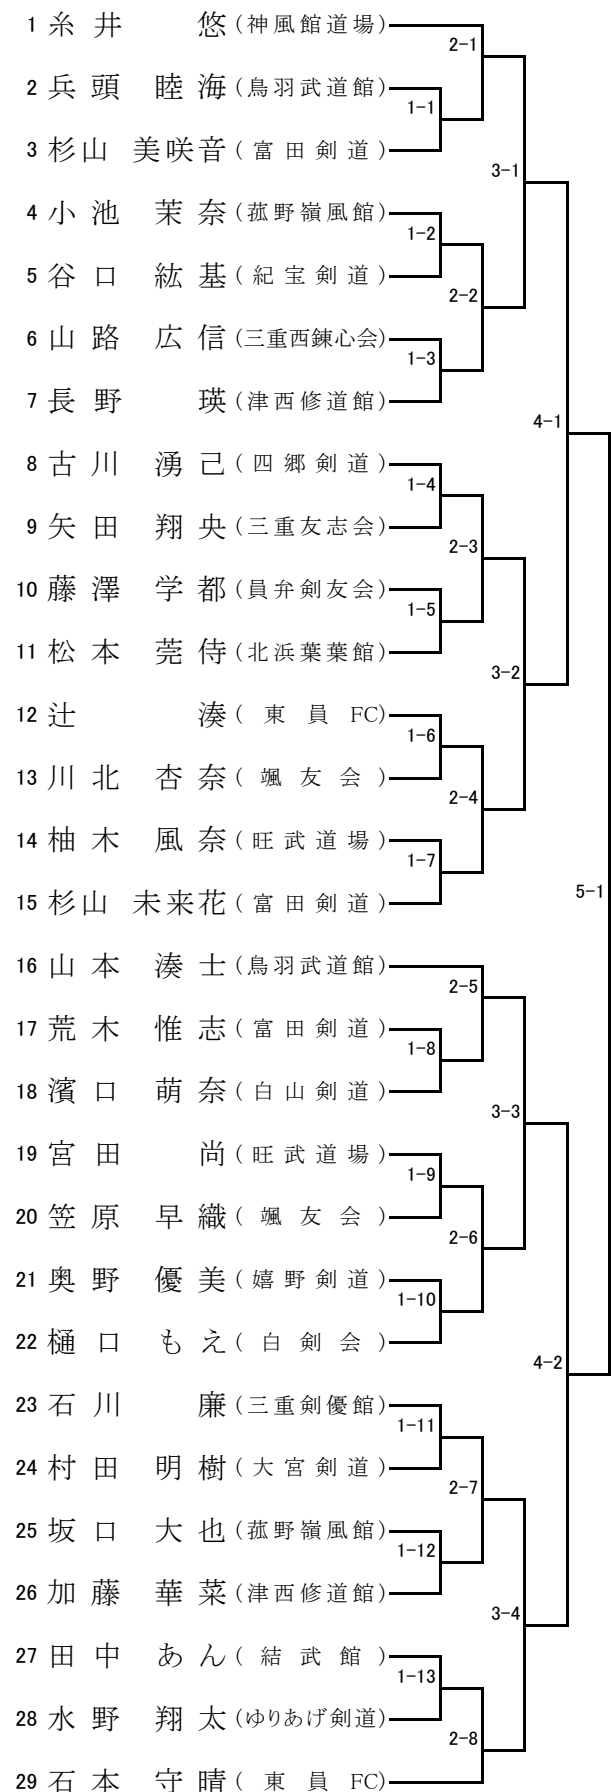 1 糸井 悠 (神風館道場)
2-1
2 兵頭 睦海 (鳥羽武道館)
1-1
3 杉山 美咲音 (富田剣道)
3-1
4 小池 茉奈 (菰野嶺風館)
1-2
5 谷口 紘基 (紀宝剣道)
2-2
6 山路 広信 (三重西錬心会)
1-3
7 長野 瑛 (津西修道館)
4-1
8 古川 湧己 (四郷剣道)
1-4
9 矢田 翔央 (三重友志会)
2-3
10 藤澤 学都 (員弁剣友会)
1-5
11 松本 莞侍 (北浜葉葉館)
3-2
12 辻 湊 (東員FC)
1-6
13 川北 杏奈 (颯友会)
2-4
14 柚木 風奈 (旺武道場)
1-7
5-1
15 杉山 未来花 (富田剣道)
16 山本 湊士 (鳥羽武道館)
2-5
17 荒木 惟志 (富田剣道)
1-8
18 濱口 萌奈 (白山剣道)
3-3
19 宮田 尚 (旺武道場)
1-9
20 笠原 早織 (颯友会)
2-6
21 奥野 優美 (嬉野剣道)
1-10
22 樋口 もえ (白剣会)
4-2
23 石川 廉 (三重剣優館)
1-11
24 村田 明樹 (大宮剣道)
2-7
25 坂口 大也 (菰野嶺風館)
1-12
26 加藤 華菜 (津西修道館)
3-4
27 田中 あん (結武館)
1-13
28 水野 翔太 (ゆりあげ剣道)
2-8
29 石本 守晴 (東員FC)